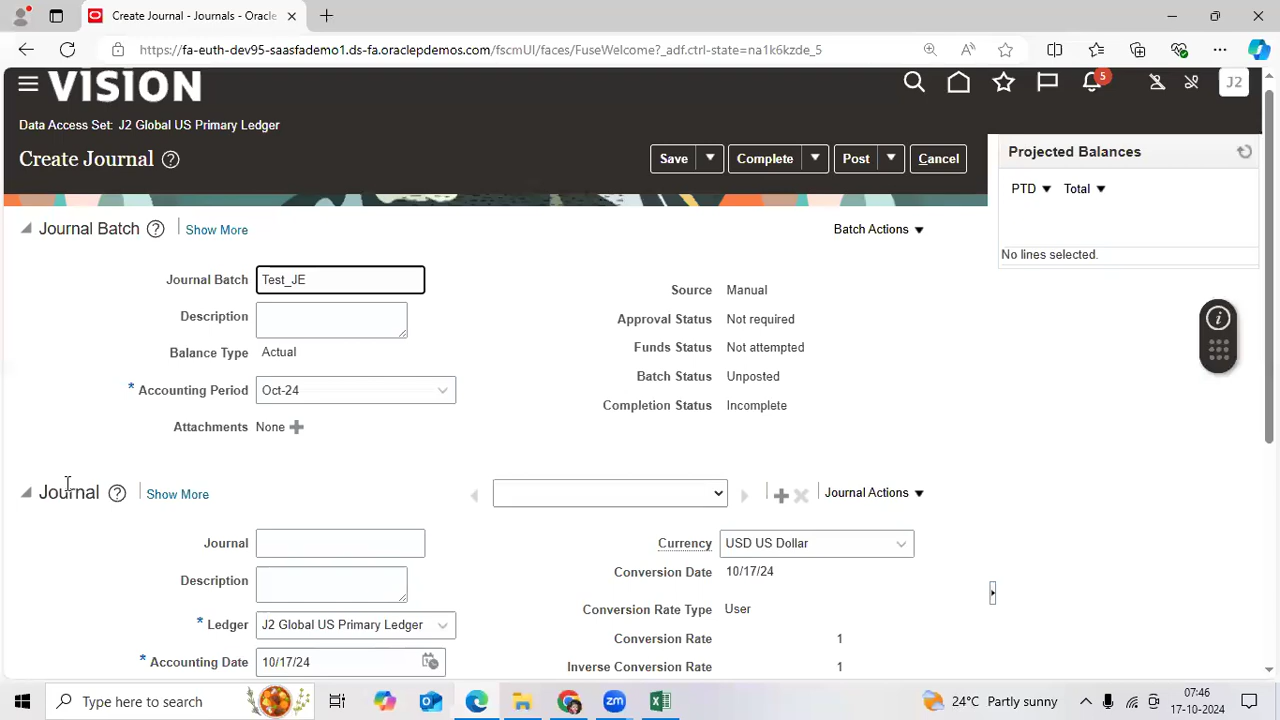 Create Journal - Journals - Oracle
https://fa-euth-dev95-saasfademo1.ds-fa.oraclepdemos.com/fscmUI/faces/FuseWelcome?_adf.ctrl-state=na1k6kzde_5
VISION
5
J2
Data Access Set: J2 Global US Primary Ledger
Create Journal
Save
Complete
Post
Cancel
Projected Balances
PTD
Total
No lines selected.
Journal Batch
Show More
Batch Actions
Journal Batch Test_JE
Description
Balance Type Actual
* Accounting Period Oct-24
Attachments None
Source Manual
Approval Status Not required
Funds Status Not attempted
Batch Status Unposted
Completion Status Incomplete
Journal
Show More
Journal Actions
Journal
Description
* Ledger J2 Global US Primary Ledger
* Accounting Date 10/17/24
Currency USD US Dollar
Conversion Date 10/17/24
Conversion Rate Type User
Conversion Rate 1
Inverse Conversion Rate 1
Type here to search
zm
24°C Partly sunny
07:46
17-10-2024